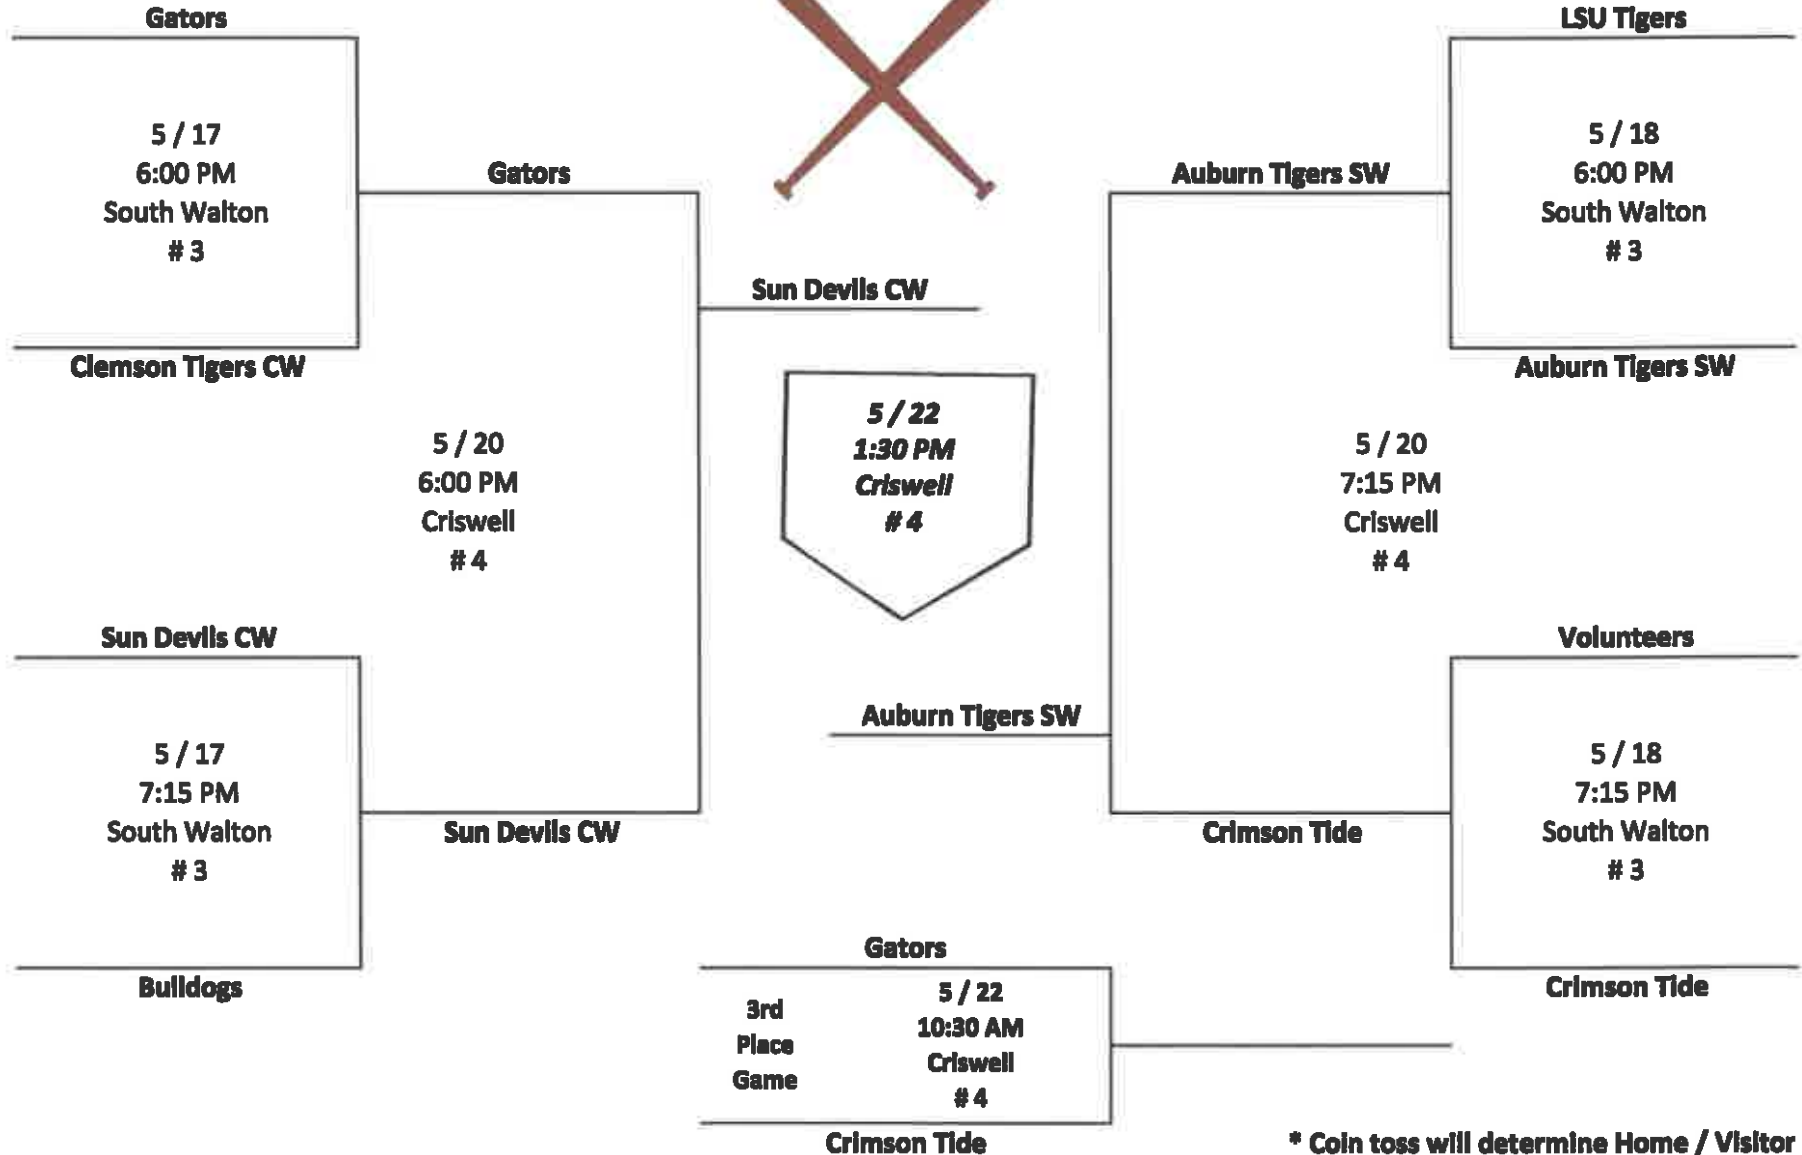 Gators
5 / 17
6:00 PM
South Walton
# 3
Clemson Tigers CW
Gators
5 / 20
6:00 PM
Criswell
# 4
Sun Devils CW
5 / 17
7:15 PM
South Walton
# 3
Bulldogs
Sun Devils CW
Sun Devils CW
5 / 22
1:30 PM
Criswell
# 4
Auburn Tigers SW
LSU Tigers
5 / 18
6:00 PM
South Walton
# 3
Auburn Tigers SW
Auburn Tigers SW
5 / 20
7:15 PM
Criswell
# 4
Volunteers
5 / 18
7:15 PM
South Walton
# 3
Crimson Tide
Crimson Tide
Gators
3rd
Place
Game
5 / 22
10:30 AM
Criswell
# 4
Crimson Tide
* Coin toss will determine Home / Visitor